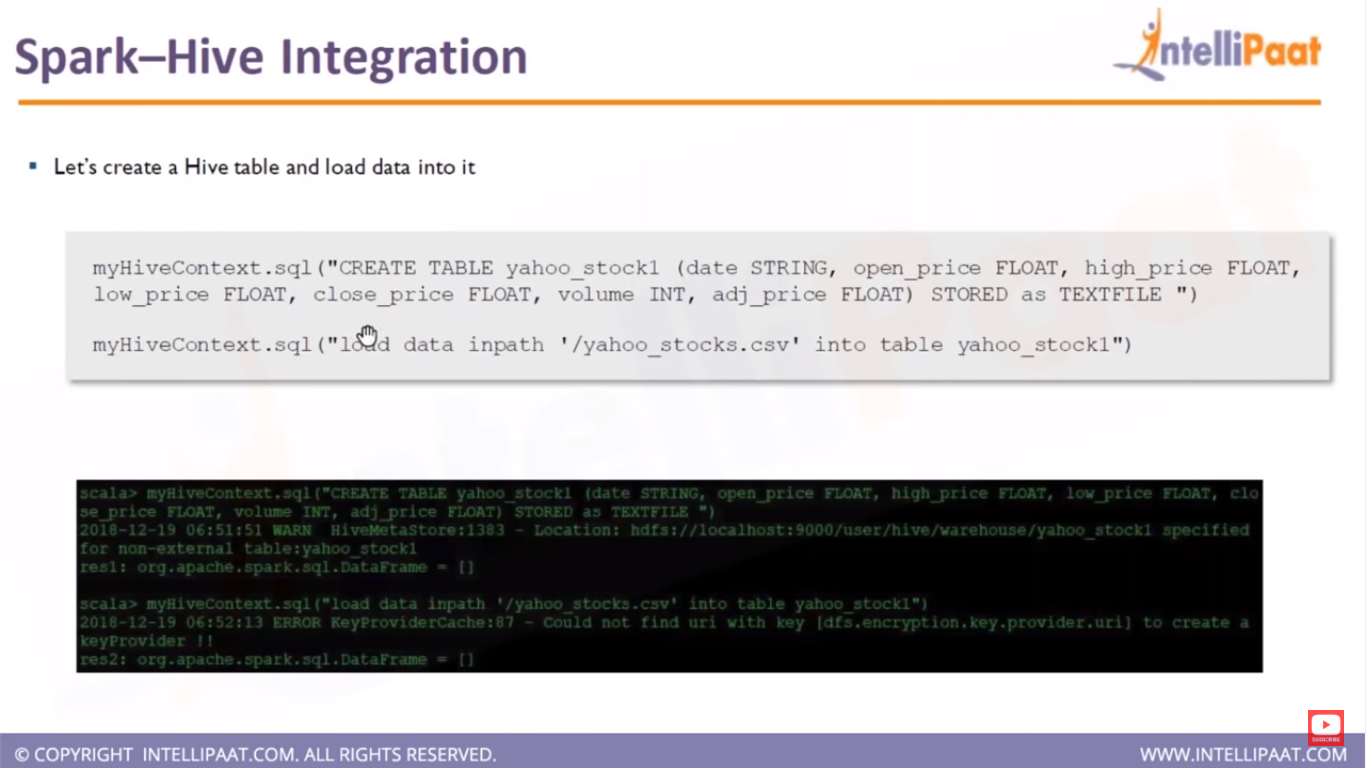 Spark–Hive Integration
IntelliPaat
Let's create a Hive table and load data into it
myHiveContext.sql("CREATE TABLE yahoo_stock1 (date STRING, open_price FLOAT, high_price FLOAT,
low_price FLOAT, close_price FLOAT, volume INT, adj_price FLOAT) STORED as TEXTFILE ")
myHiveContext.sql("load data inpath '/yahoo_stocks.csv' into table yahoo_stock1")
scala> myHiveContext.sql("CREATE TABLE yahoo_stock1 (date STRING, open_price FLOAT, high_price FLOAT, low_price FLOAT, clo
se_price FLOAT, volume INT, adj_price FLOAT) STORED as TEXTFILE ")
2018-12-19 06:51:51 WARN  HiveMetaStore:1383 - Location: hdfs://localhost:9000/user/hive/warehouse/yahoo_stock1 specified
for non-external table:yahoo_stock1
res1: org.apache.spark.sql.DataFrame = []
scala> myHiveContext.sql("load data inpath '/yahoo_stocks.csv' into table yahoo_stock1")
2018-12-19 06:52:13 ERROR KeyProviderCache:87 - Could not find uri with key [dfs.encryption.key.provider.uri] to create a
keyProvider !!
res2: org.apache.spark.sql.DataFrame = []
SUBSCRIBE
© COPYRIGHT INTELLIPAAT.COM. ALL RIGHTS RESERVED.
WWW.INTELLIPAAT.COM